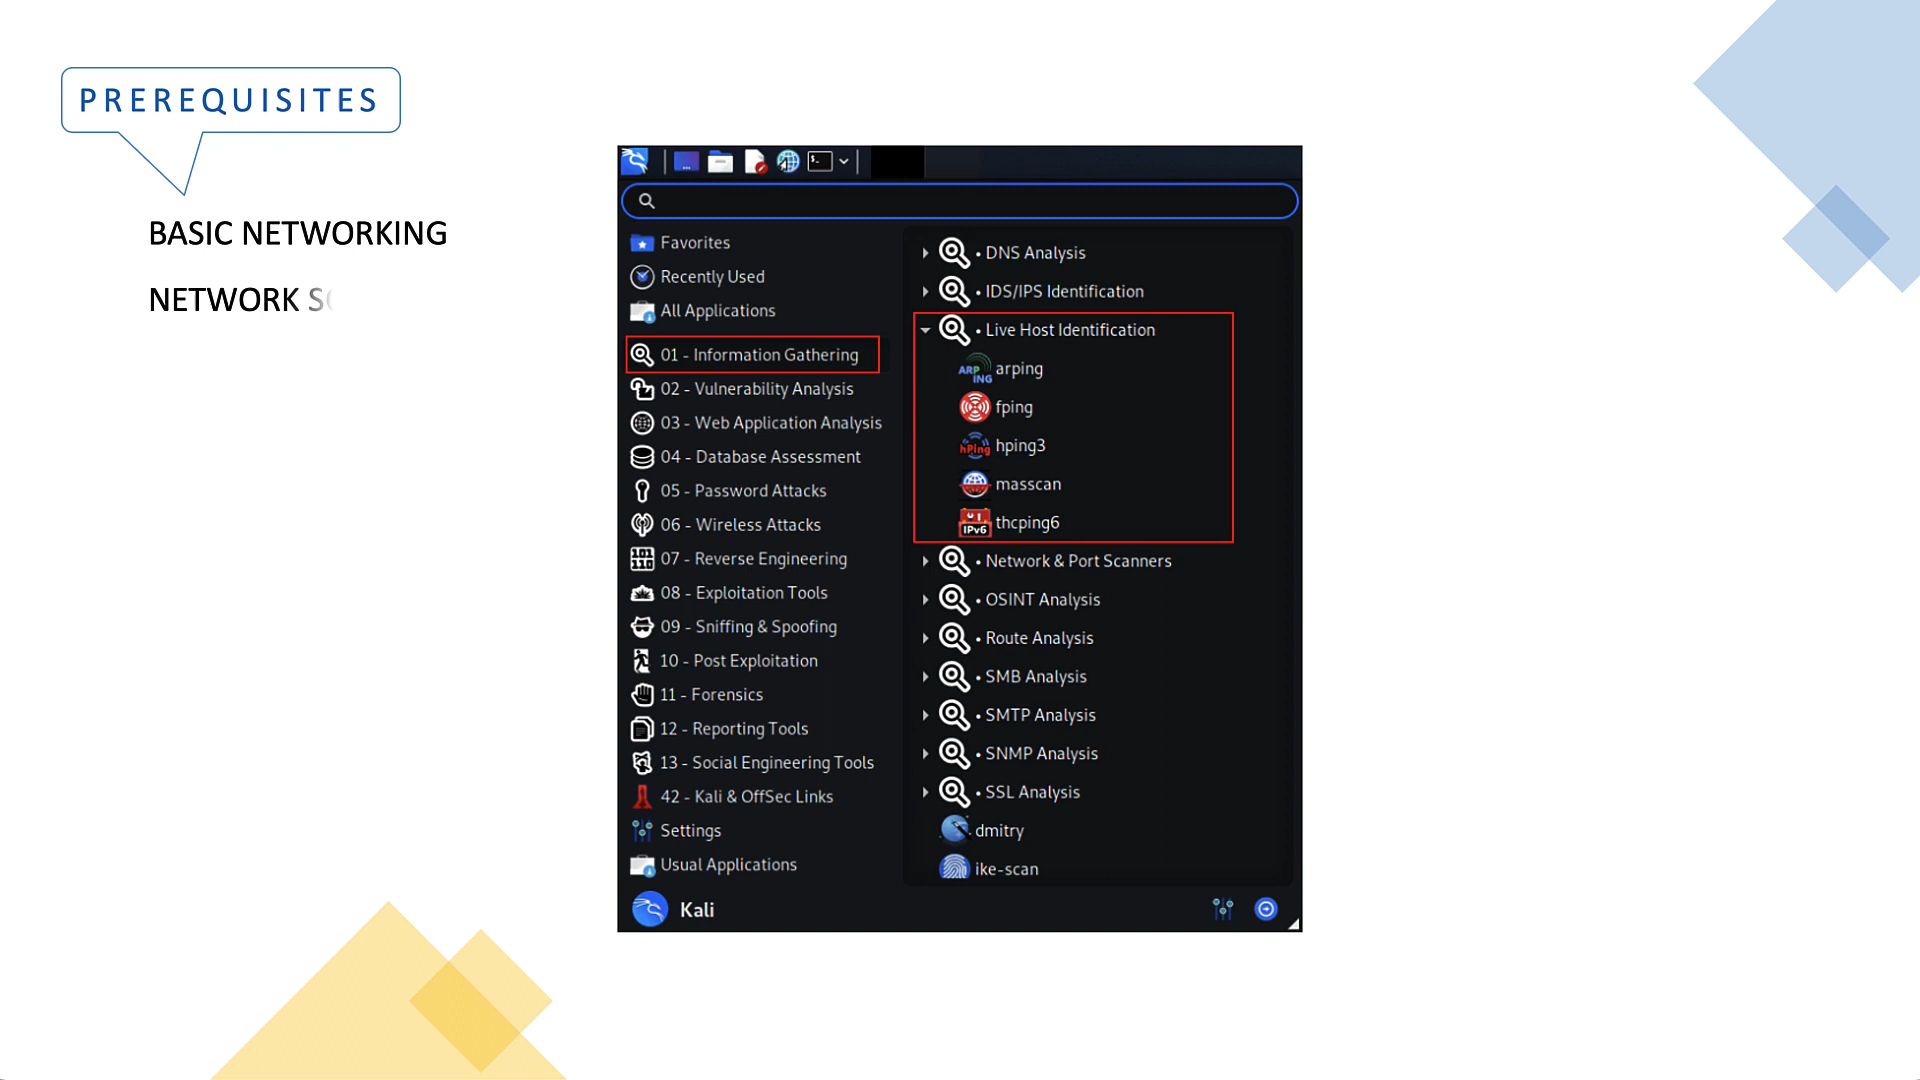 PREREQUISITES
BASIC NETWORKING
NETWORK
Favorites
Recently Used
All Applications
01 - Information Gathering
02 - Vulnerability Analysis
03 - Web Application Analysis
04 - Database Assessment
05 - Password Attacks
06 - Wireless Attacks
07 - Reverse Engineering
08 - Exploitation Tools
09 - Sniffing & Spoofing
10 - Post Exploitation
11 - Forensics
12 - Reporting Tools
13 - Social Engineering Tools
42 - Kali & OffSec Links
Settings
Usual Applications
Kali
• DNS Analysis
• IDS/IPS Identification
• Live Host Identification
ARPING arping
fping
hPing hping3
masscan
IPv6 thcping6
• Network & Port Scanners
• OSINT Analysis
• Route Analysis
• SMB Analysis
• SMTP Analysis
• SNMP Analysis
• SSL Analysis
dmitry
ike-scan